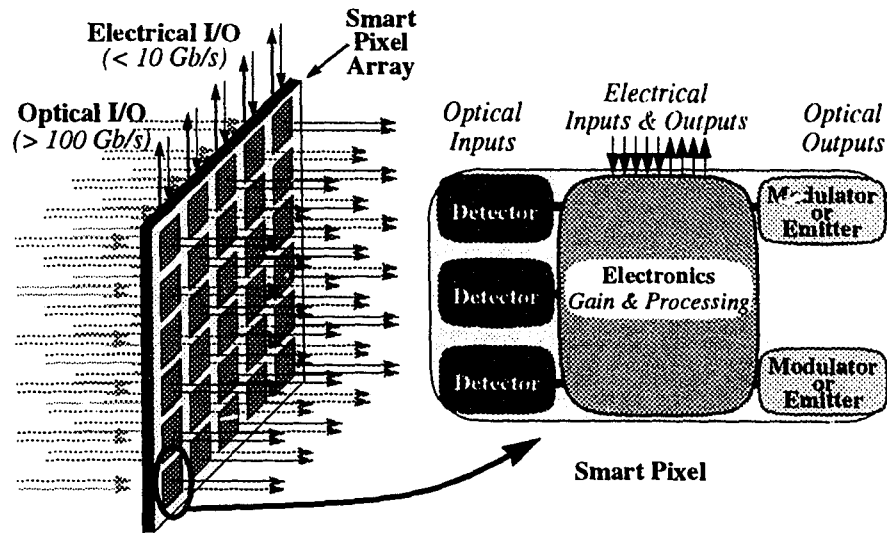 Electrical I/O
(< 10 Gb/s)
Optical I/O
(> 100 Gb/s)
Smart
Pixel
Array
Optical
Inputs
Electrical
Inputs & Outputs
Optical
Outputs
Detector
Detector
Detector
Electronics
Gain & Processing
Modulator
or
Emitter
Modulator
or
Emitter
Smart Pixel